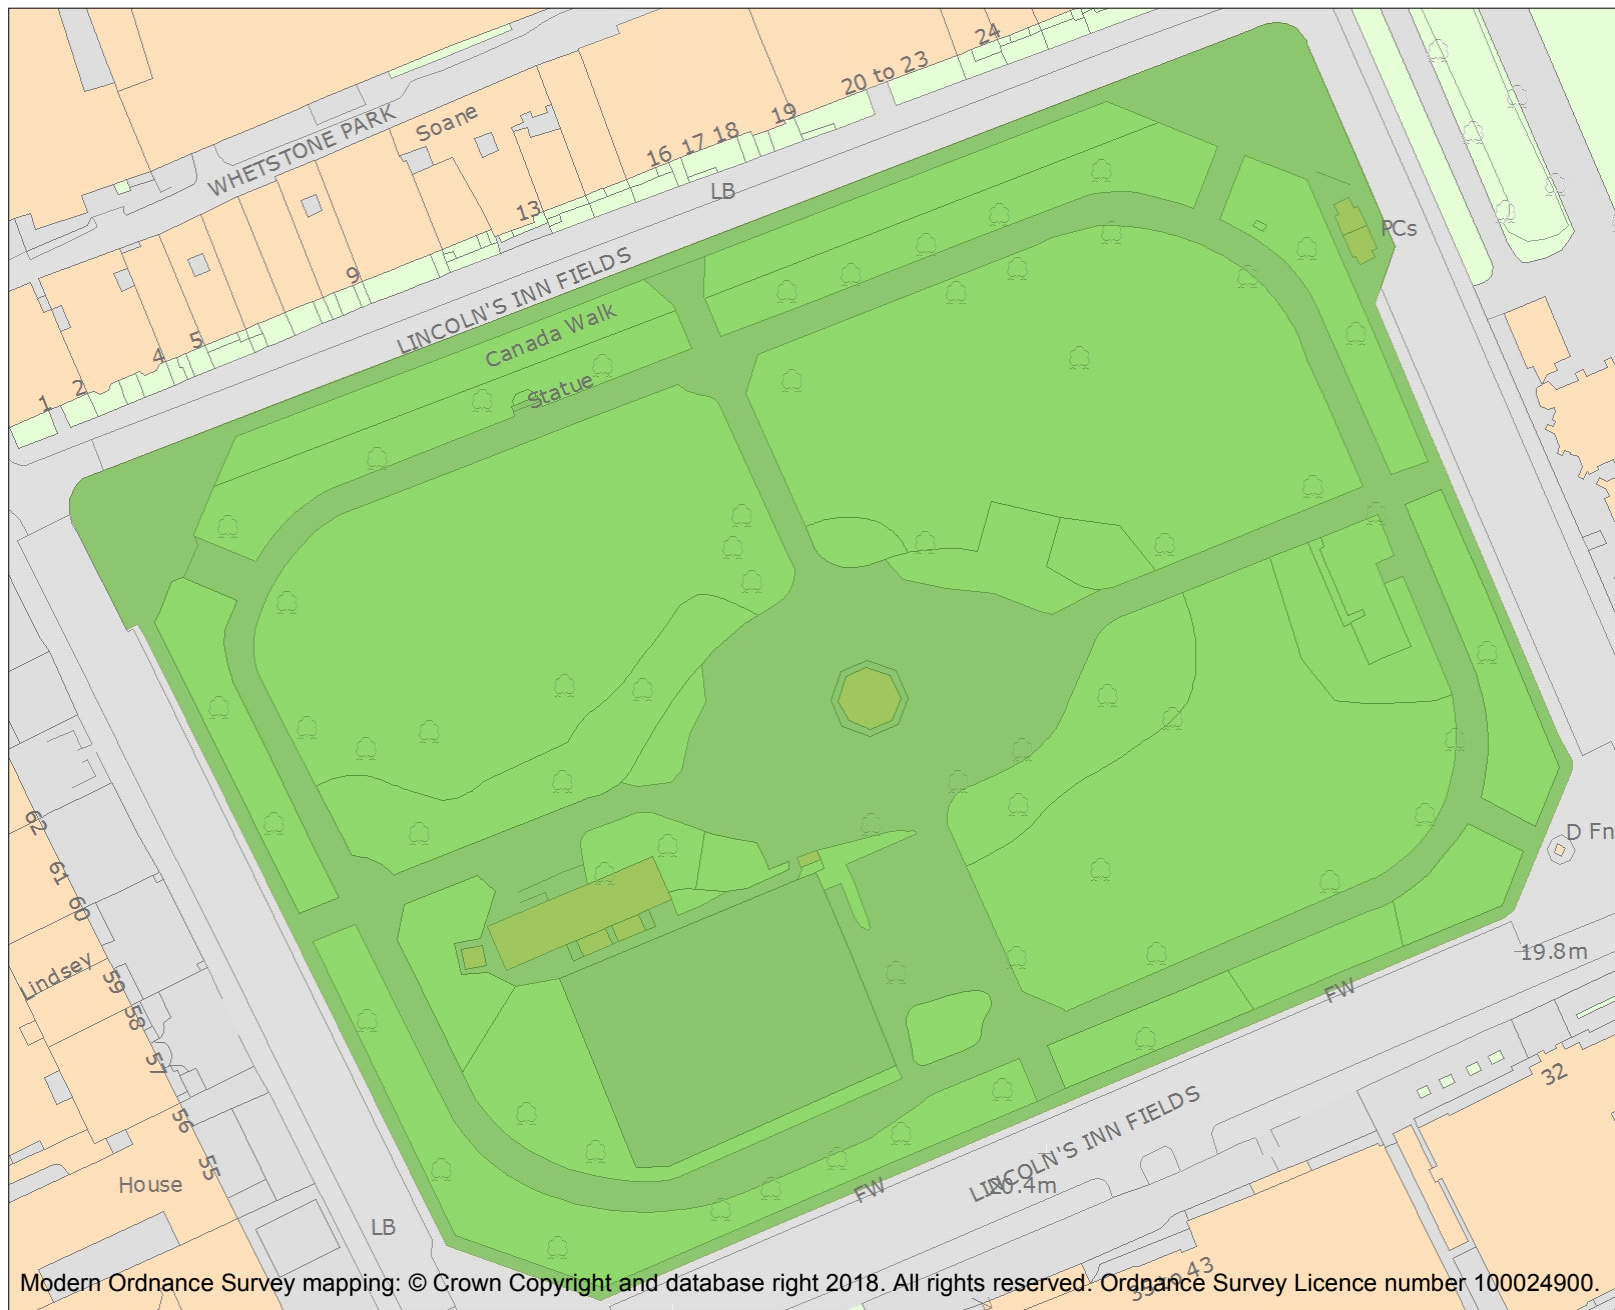 24
20 to 23
19
18
17
16
Soane
WHETSTONE PARK
LB
13
PCs
LINCOLN'S INN FIELDS
9
Canada Walk
5
4
Statue
2
1
62
D Fn
61
60
19.8m
Lindsey
59
FW
58
57
32
56
LINCOLN'S INN FIELDS
20.4m
FW
55
House
LB
35 to 43
Modern Ordnance Survey mapping: © Crown Copyright and database right 2018. All rights reserved. Ordnance Survey Licence number 100024900.